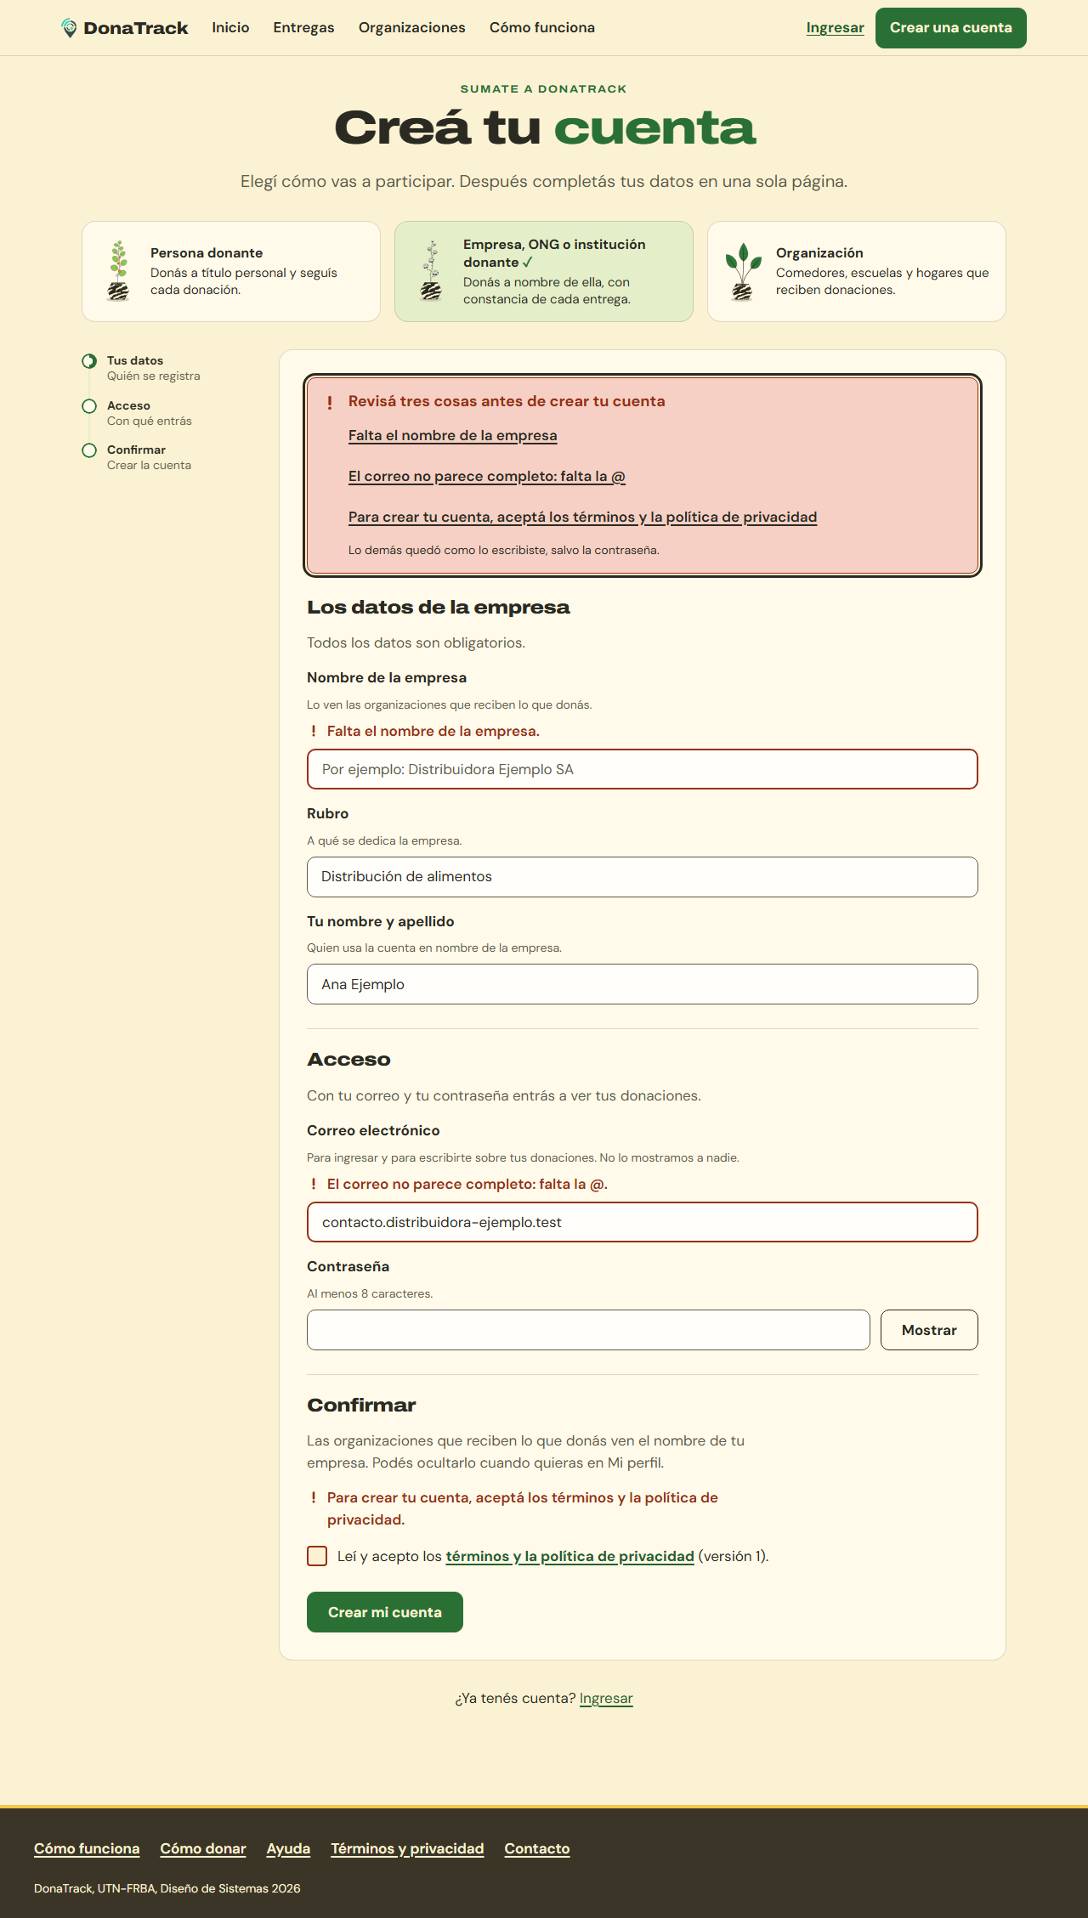 DonaTrack
Inicio
Entregas
Organizaciones
Cómo funciona
Ingresar
Crear una cuenta
SUMATE A DONATRACK
Creá tu cuenta
Elegí cómo vas a participar. Después completás tus datos en una sola página.
Persona donante
Donás a título personal y seguís
cada donación.
Empresa, ONG o institución
donante ✓
Donás a nombre de ella, con
constancia de cada entrega.
Organización
Comedores, escuelas y hogares que
reciben donaciones.
Tus datos
Quién se registra
Acceso
Con qué entrás
Confirmar
Crear la cuenta
! Revisá tres cosas antes de crear tu cuenta
Falta el nombre de la empresa
El correo no parece completo: falta la @
Para crear tu cuenta, aceptá los términos y la política de privacidad
Lo demás quedó como lo escribiste, salvo la contraseña.
Los datos de la empresa
Todos los datos son obligatorios.
Nombre de la empresa
Lo ven las organizaciones que reciben lo que donás.
! Falta el nombre de la empresa.
Por ejemplo: Distribuidora Ejemplo SA
Rubro
A qué se dedica la empresa.
Distribución de alimentos
Tu nombre y apellido
Quien usa la cuenta en nombre de la empresa.
Ana Ejemplo
Acceso
Con tu correo y tu contraseña entrás a ver tus donaciones.
Correo electrónico
Para ingresar y para escribirte sobre tus donaciones. No lo mostramos a nadie.
! El correo no parece completo: falta la @.
contacto.distribuidora-ejemplo.test
Contraseña
Al menos 8 caracteres.
Mostrar
Confirmar
Las organizaciones que reciben lo que donás ven el nombre de tu
empresa. Podés ocultarlo cuando quieras en Mi perfil.
! Para crear tu cuenta, aceptá los términos y la política de
privacidad.
Leí y acepto los términos y la política de privacidad (versión 1).
Crear mi cuenta
¿Ya tenés cuenta? Ingresar
Cómo funciona
Cómo donar
Ayuda
Términos y privacidad
Contacto
DonaTrack, UTN-FRBA, Diseño de Sistemas 2026